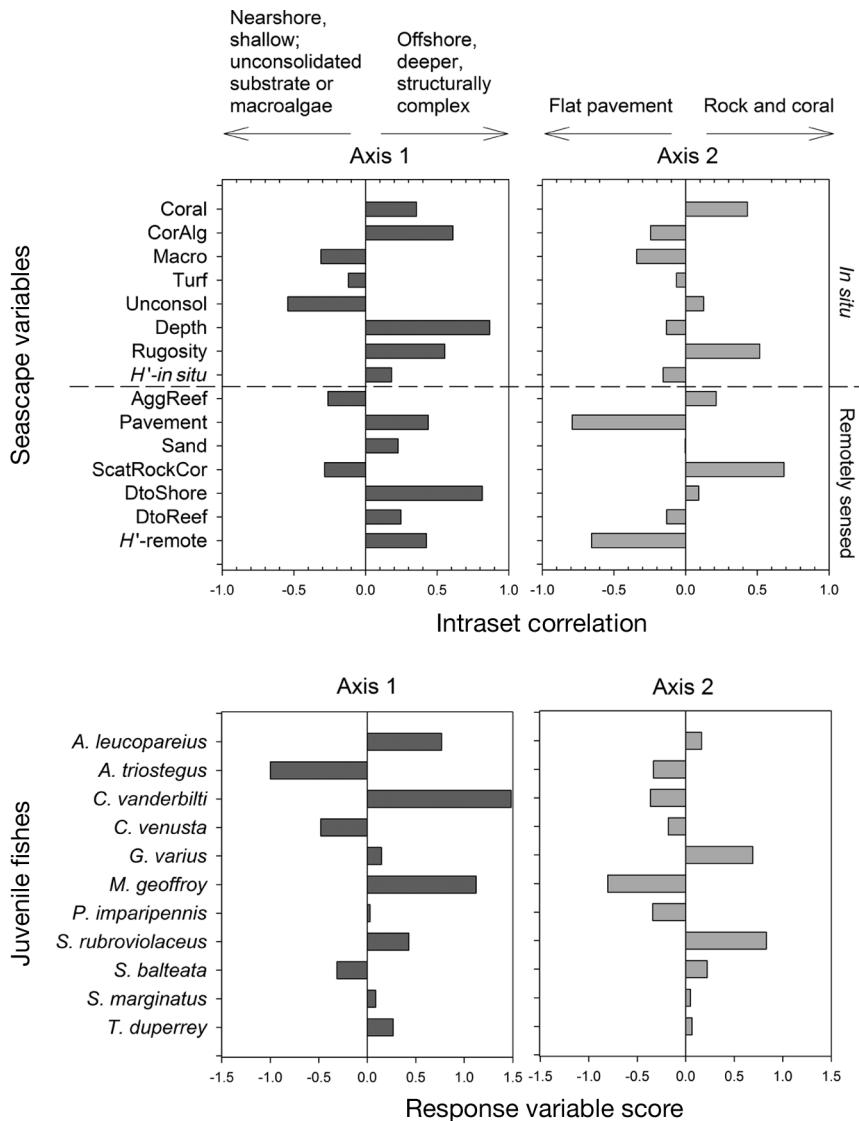 Nearshore,
shallow;
unconsolidated
substrate or
macroalgae
Offshore,
deeper,
structurally
complex
Flat pavement
Rock and coral
Axis 1
Axis 2
Seascape variables
Coral
CorAlg
Macro
Turf
Unconsol
Depth
Rugosity
H'-in situ
AggReef
Pavement
Sand
ScatRockCor
DtoShore
DtoReef
H'-remote
In situ
Remotely sensed
-1.0 -0.5 0.0 0.5 1.0
-1.0 -0.5 0.0 0.5 1.0
Intraset correlation
Axis 1
Axis 2
Juvenile fishes
A. leucopareius
A. triostegus
C. vanderbilti
C. venusta
G. varius
M. geoffroy
P. imparipennis
S. rubroviolaceus
S. balteata
S. marginatus
T. duperrey
-1.5 -1.0 -0.5 0.0 0.5 1.0 1.5
-1.5 -1.0 -0.5 0.0 0.5 1.0 1.5
Response variable score